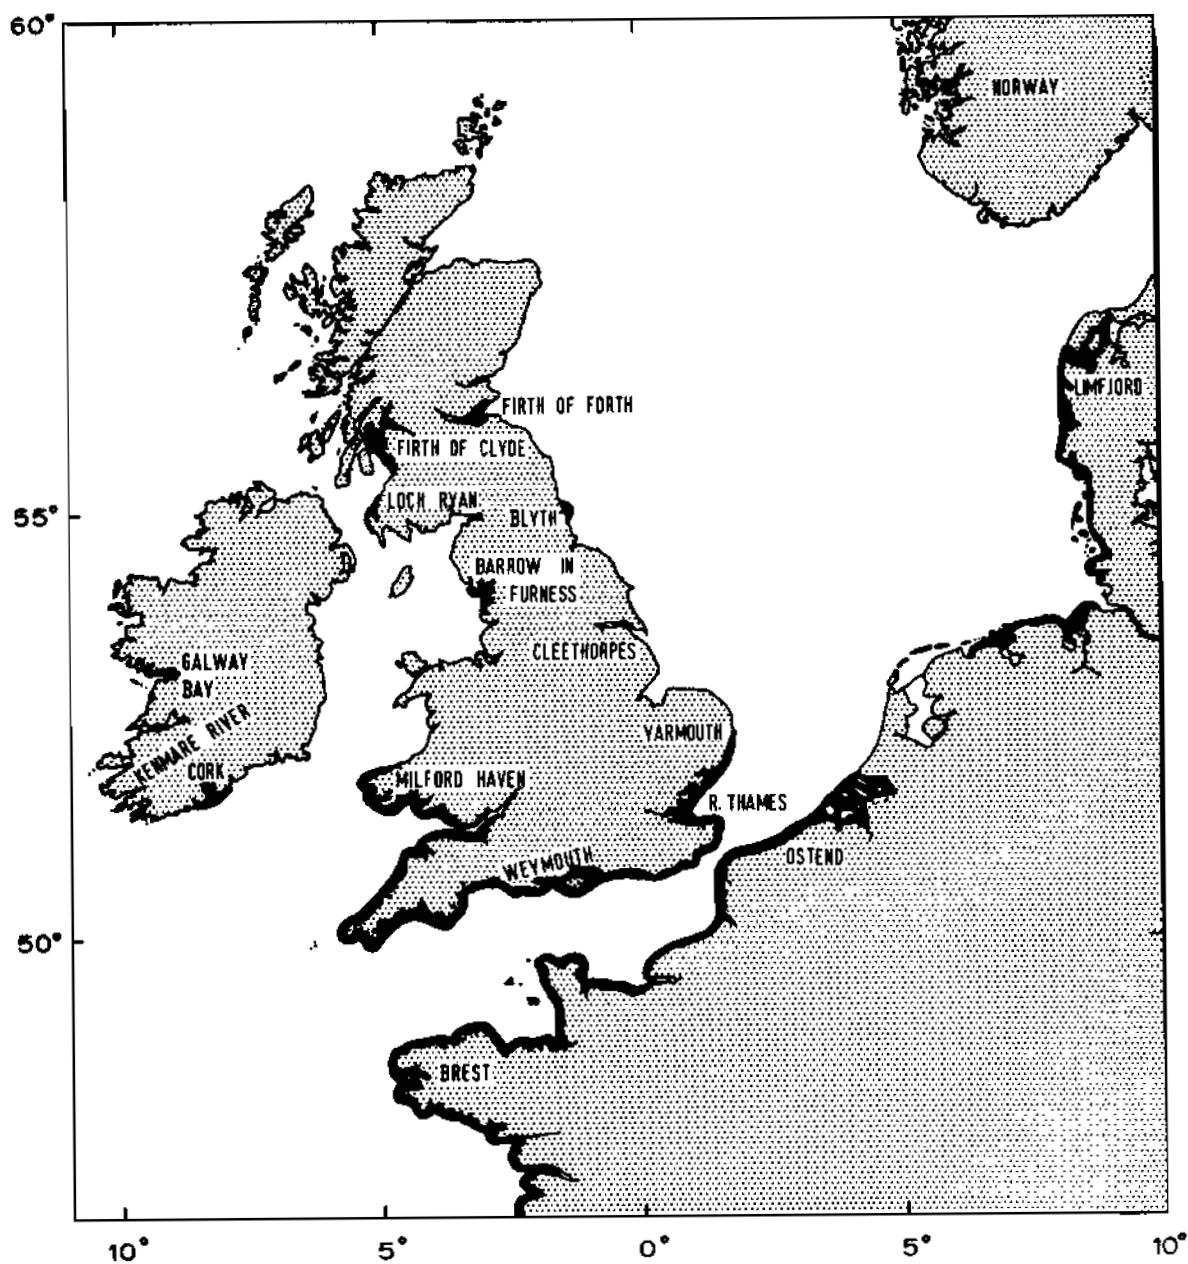 60°
NORWAY
LIMFJORD
FIRTH OF FORTH
FIRTH OF CLYDE
LOCH RYAN
55°
BLYTH
BARROW IN
FURNESS
CLEETHORPES
GALWAY
BAY
KENMARE RIVER
CORK
YARMOUTH
MILFORD HAVEN
R. THAMES
OSTEND
WEYMOUTH
50°
BREST
10°
5°
0°
5°
10°